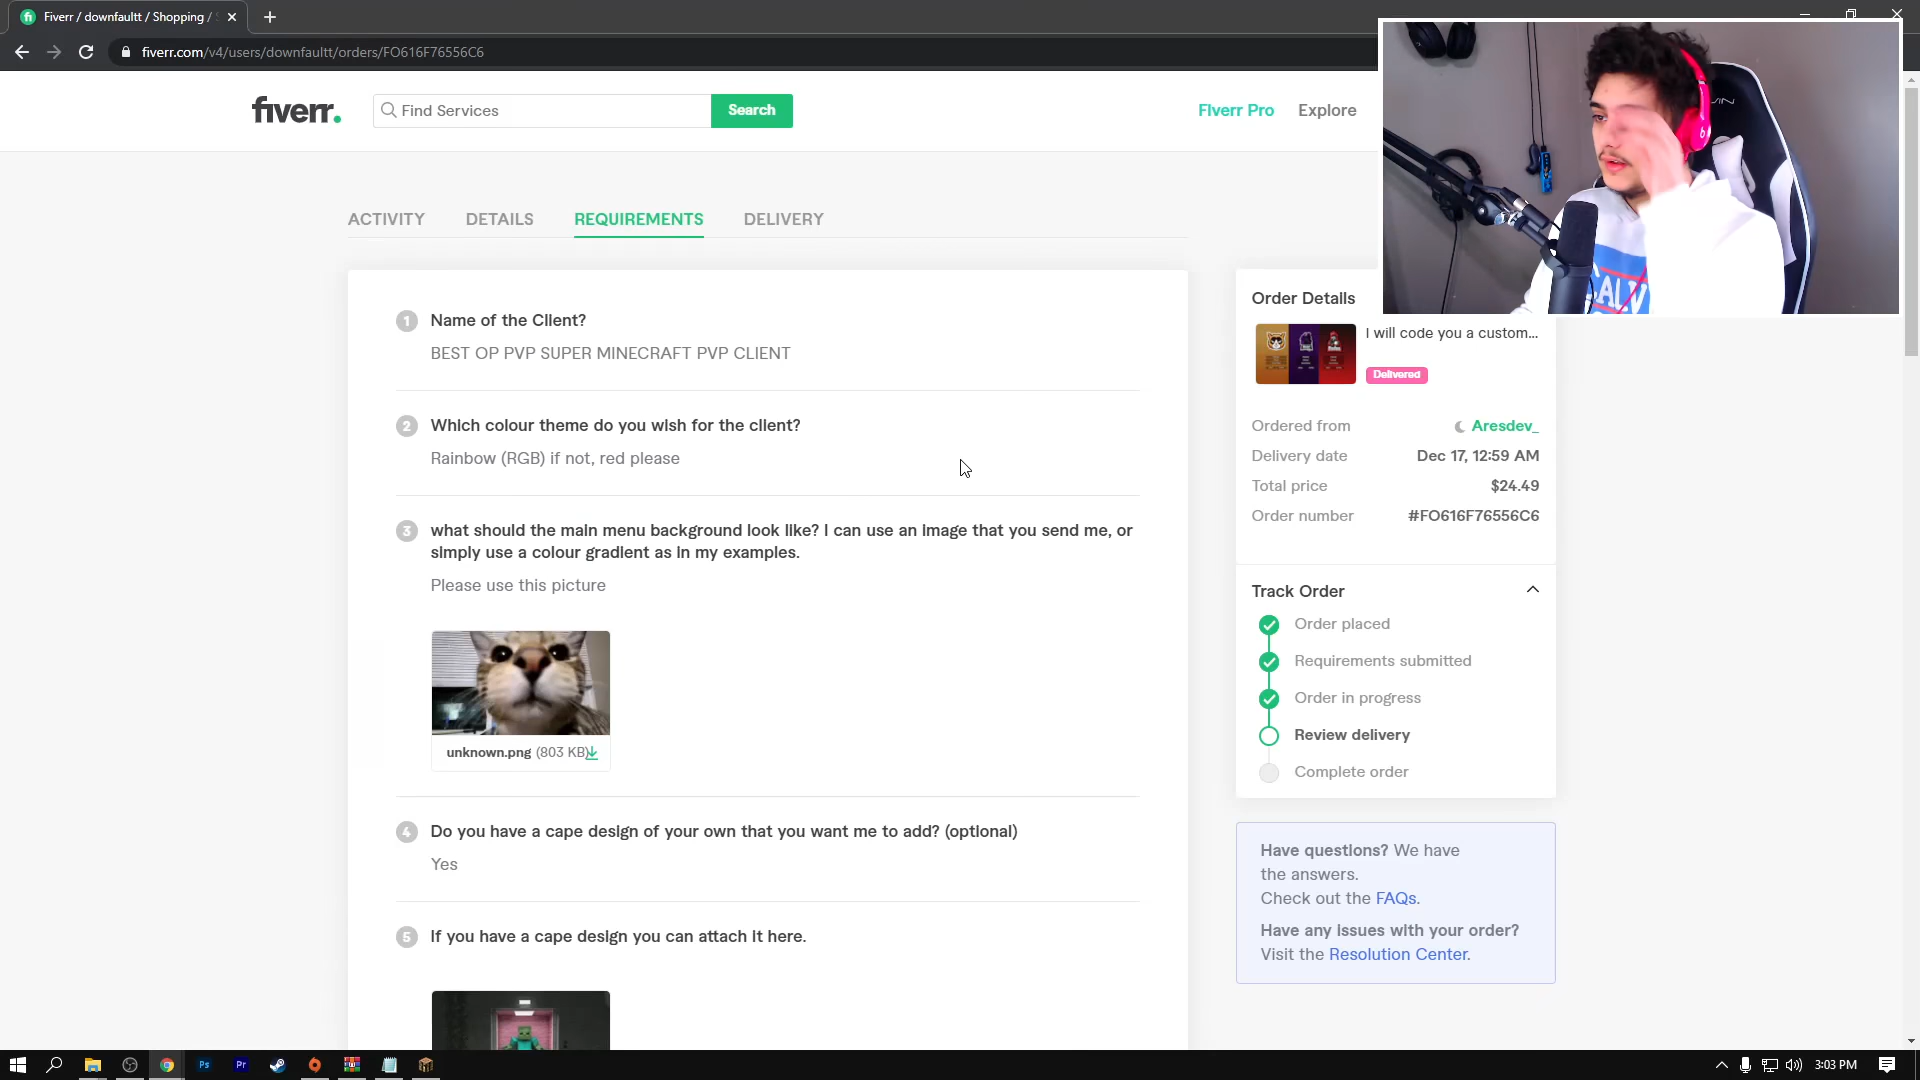 Fiverr / downfaultt / Shopping /
fiverr.com/v4/users/downfaultt/orders/FO616F76556C6
fiverr.
Find Services
Search
Fiverr Pro
Explore
ACTIVITY
DETAILS
REQUIREMENTS
DELIVERY
1
Name of the Client?
BEST OP PVP SUPER MINECRAFT PVP CLIENT
2
Which colour theme do you wish for the client?
Rainbow (RGB) if not, red please
3
what should the main menu background look like? I can use an image that you send me, or
simply use a colour gradient as in my examples.
Please use this picture
unknown.png (803 KB)
4
Do you have a cape design of your own that you want me to add? (optional)
Yes
5
If you have a cape design you can attach it here.
Order Details
I will code you a custom...
Delivered
Ordered from
Aresdev_
Delivery date
Dec 17, 12:59 AM
Total price
$24.49
Order number
#FO616F76556C6
Track Order
Order placed
Requirements submitted
Order in progress
Review delivery
Complete order
Have questions? We have
the answers.
Check out the FAQs.
Have any issues with your order?
Visit the Resolution Center.
Ps
Pr
3:03 PM